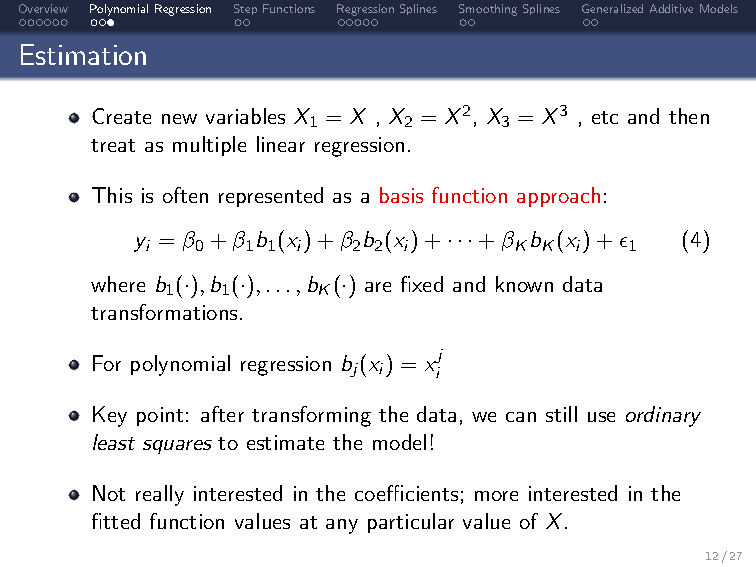 Overview Polynomial Regression Step Functions Regression Splines Smoothing Splines Generalized Additive Models
Estimation
Create new variables X₁ = X , X₂ = X², X₃ = X³ , etc and then
treat as multiple linear regression.
This is often represented as a basis function approach:
yᵢ = β₀ + β₁b₁(xᵢ) + β₂b₂(xᵢ) + ··· + β_K b_K(xᵢ) + ϵ₁ (4)
where b₁(·), b₁(·), . . . , b_K(·) are fixed and known data
transformations.
For polynomial regression bⱼ(xᵢ) = xᵢʲ
Key point: after transforming the data, we can still use ordinary
least squares to estimate the model!
Not really interested in the coefficients; more interested in the
fitted function values at any particular value of X.
12 / 27